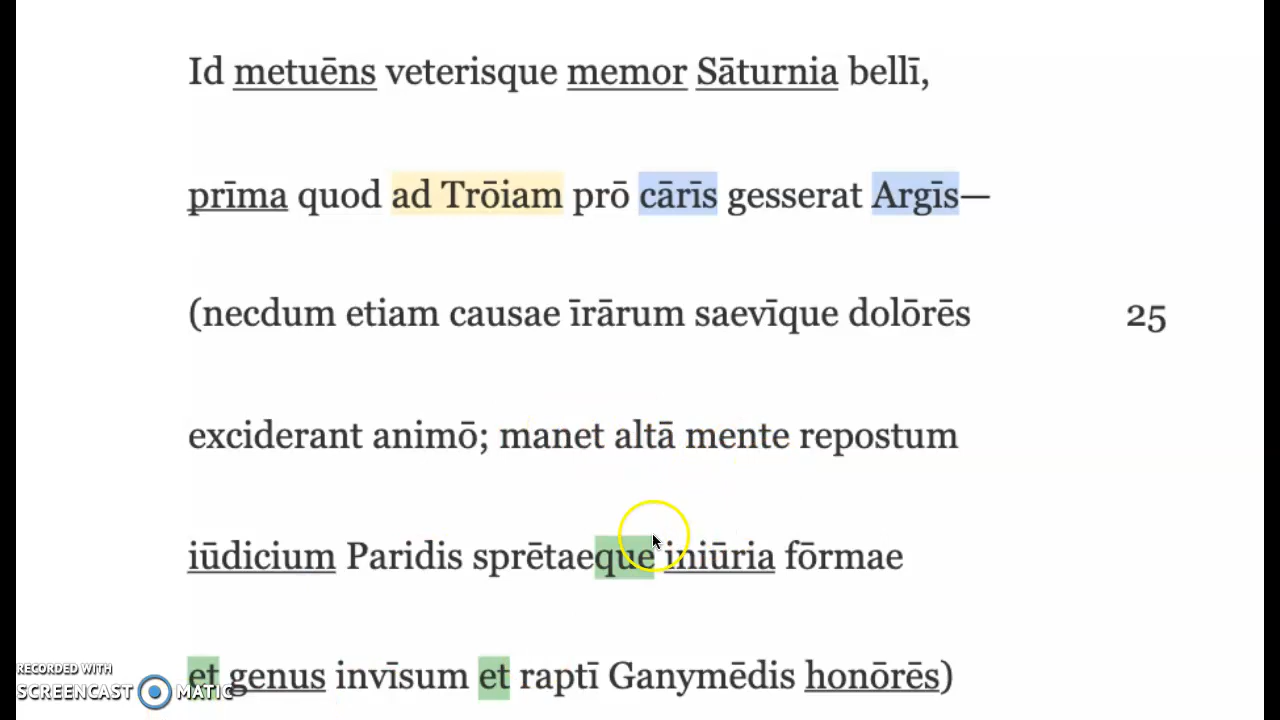 Id metuēns veterisque memor Sāturnia bellī,
prīma quod ad Trōiam prō cārīs gesserat Argīs—
(necdum etiam causae īrārum saevīque dolōrēs 25
exciderant animō; manet altā mente repostum
iūdicium Paridis sprētaeque iniūria fōrmae
et genus invīsum et raptī Ganymēdis honōrēs)
RECORDED WITH
SCREENCAST MATIC